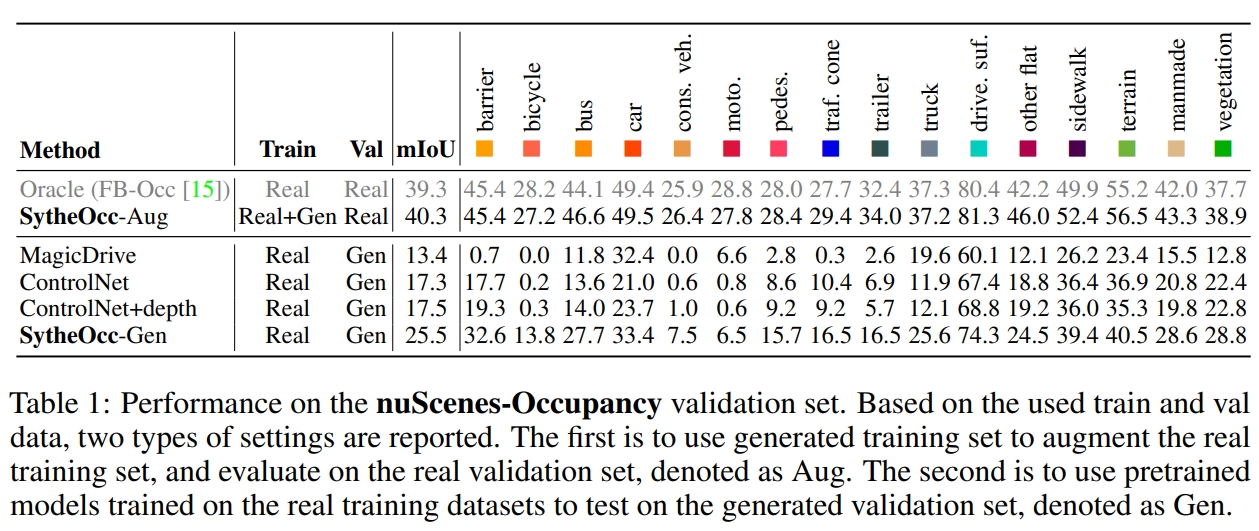 Method Train Val mIoU barrier bicycle bus car cons. veh. moto. pedes. traf. cone trailer truck drive. suf. other flat sidewalk terrain manmade vegetation
Oracle (FB-Occ [15]) Real Real 39.3 45.4 28.2 44.1 49.4 25.9 28.8 28.0 27.7 32.4 37.3 80.4 42.2 49.9 55.2 42.0 37.7
SytheOcc-Aug Real+Gen Real 40.3 45.4 27.2 46.6 49.5 26.4 27.8 28.4 29.4 34.0 37.2 81.3 46.0 52.4 56.5 43.3 38.9
MagicDrive Real Gen 13.4 0.7 0.0 11.8 32.4 0.0 6.6 2.8 0.3 2.6 19.6 60.1 12.1 26.2 23.4 15.5 12.8
ControlNet Real Gen 17.3 17.7 0.2 13.6 21.0 0.6 0.8 8.6 10.4 6.9 11.9 67.4 18.8 36.4 36.9 20.8 22.4
ControlNet+depth Real Gen 17.5 19.3 0.3 14.0 23.7 1.0 0.6 9.2 9.2 5.7 12.1 68.8 19.2 36.0 35.3 19.8 22.8
SytheOcc-Gen Real Gen 25.5 32.6 13.8 27.7 33.4 7.5 6.5 15.7 16.5 16.5 25.6 74.3 24.5 39.4 40.5 28.6 28.8
Table 1: Performance on the nuScenes-Occupancy validation set. Based on the used train and val
data, two types of settings are reported. The first is to use generated training set to augment the real
training set, and evaluate on the real validation set, denoted as Aug. The second is to use pretrained
models trained on the real training datasets to test on the generated validation set, denoted as Gen.